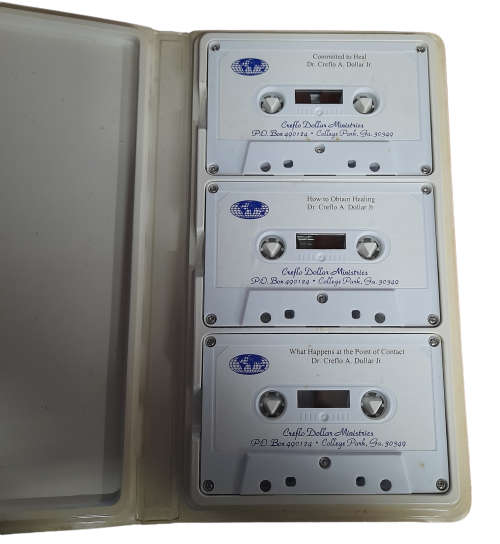 Committed to Heal
Dr. Creflo A. Dollar Jr.
Creflo Dollar Ministries
P.O. Box 490124 • College Park, Ga. 30349
How to Obtain Healing
Dr. Creflo A. Dollar Jr.
Creflo Dollar Ministries
P.O. Box 490124 • College Park, Ga. 30349
What Happens at the Point of Contact
Dr. Creflo A. Dollar Jr.
Creflo Dollar Ministries
P.O. Box 490124 • College Park, Ga. 30349